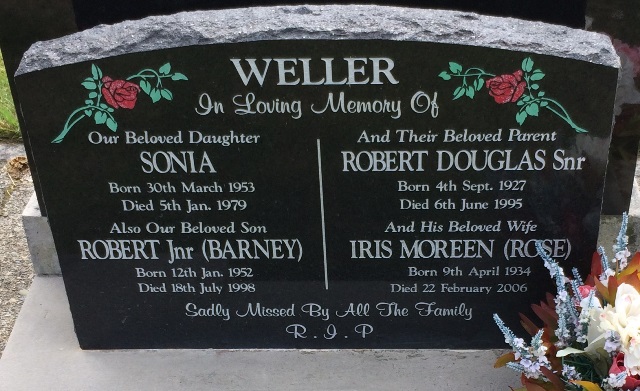 WELLER
In Loving Memory Of
Our Beloved Daughter
SONIA
Born 30th March 1953
Died 5th Jan. 1979
Also Our Beloved Son
ROBERT Jnr (BARNEY)
Born 12th Jan. 1952
Died 18th July 1998
And Their Beloved Parent
ROBERT DOUGLAS Snr
Born 4th Sept. 1927
Died 6th June 1995
And His Beloved Wife
IRIS MOREEN (ROSE)
Born 9th April 1934
Died 22 February 2006
Sadly Missed By All The Family
R.I.P